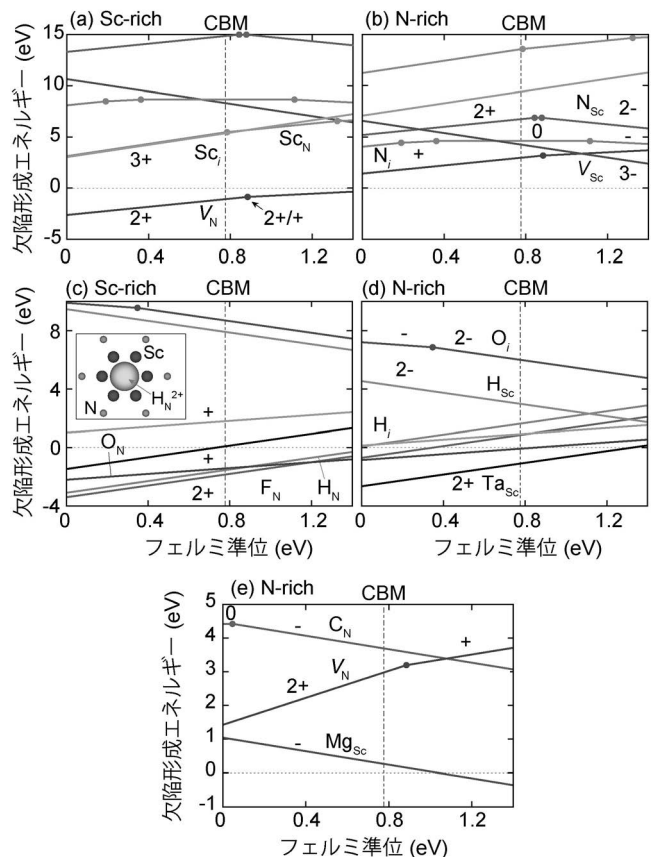 (a) Sc-rich CBM
(b) N-rich CBM
欠陥形成エネルギー (eV)
15
10
5
0
15
3+
Sc_i
Sc_N
2+
V_N
2+/+
2+
N_Sc
2-
0
-
N_i
+
V_Sc
3-
0 0.4 0.8 1.2
0 0.4 0.8 1.2
(c) Sc-rich CBM
(d) N-rich CBM
欠陥形成エネルギー (eV)
8
4
0
-4
Sc
H_N^2+
N
+
O_N
+
2+
F_N
H_N
-
2-
O_i
2-
H_Sc
H_i
2+
Ta_Sc
0 0.4 0.8 1.2
0 0.4 0.8 1.2
フェルミ準位 (eV)
フェルミ準位 (eV)
(e) N-rich CBM
欠陥形成エネルギー (eV)
5
4
3
2
1
0
-1
0
-
C_N
+
V_N
2+
-
Mg_Sc
0 0.4 0.8 1.2
フェルミ準位 (eV)